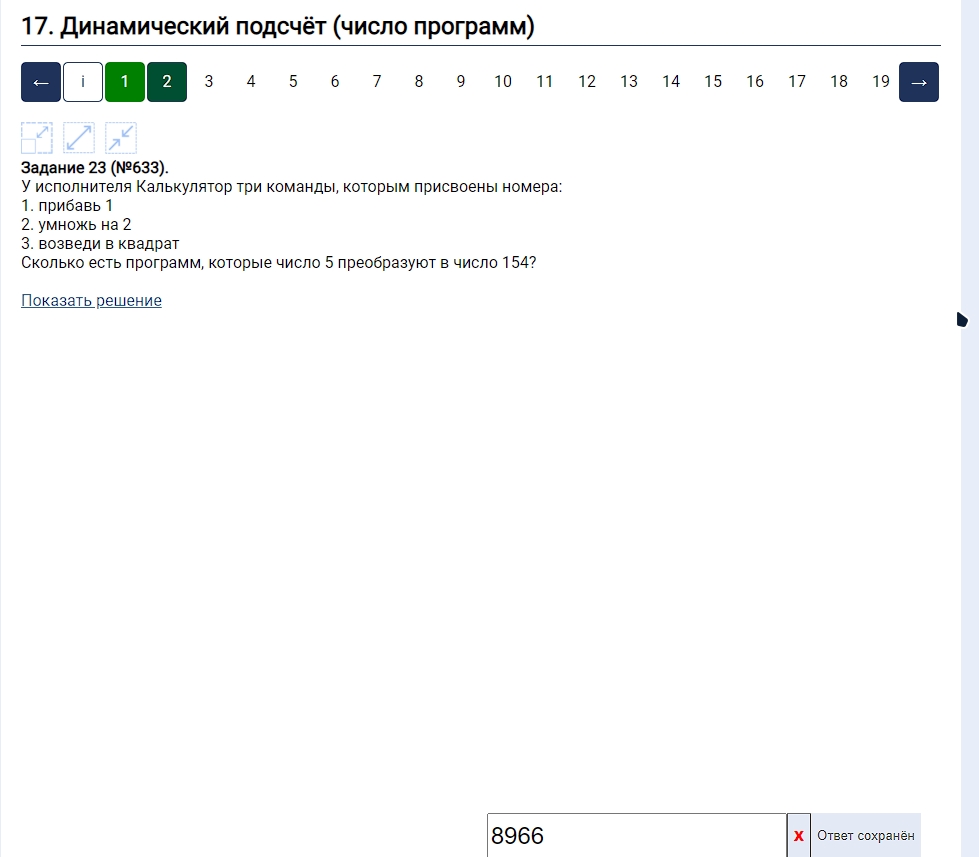 17. Динамический подсчёт (число программ)
← i 1 2 3 4 5 6 7 8 9 10 11 12 13 14 15 16 17 18 19 →
Задание 23 (№633).
У исполнителя Калькулятор три команды, которым присвоены номера:
1. прибавь 1
2. умножь на 2
3. возведи в квадрат
Сколько есть программ, которые число 5 преобразуют в число 154?
Показать решение
8966 x Ответ сохранён